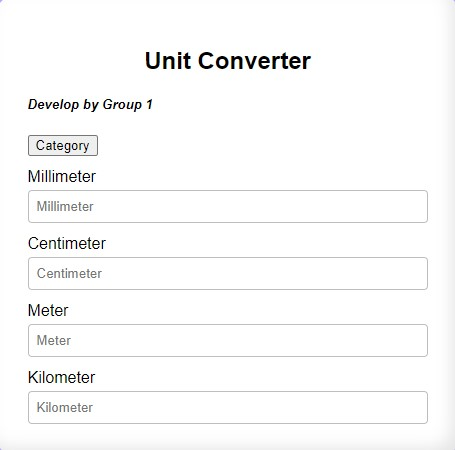 Unit Converter
Develop by Group 1
Category
Millimeter
Millimeter
Centimeter
Centimeter
Meter
Meter
Kilometer
Kilometer